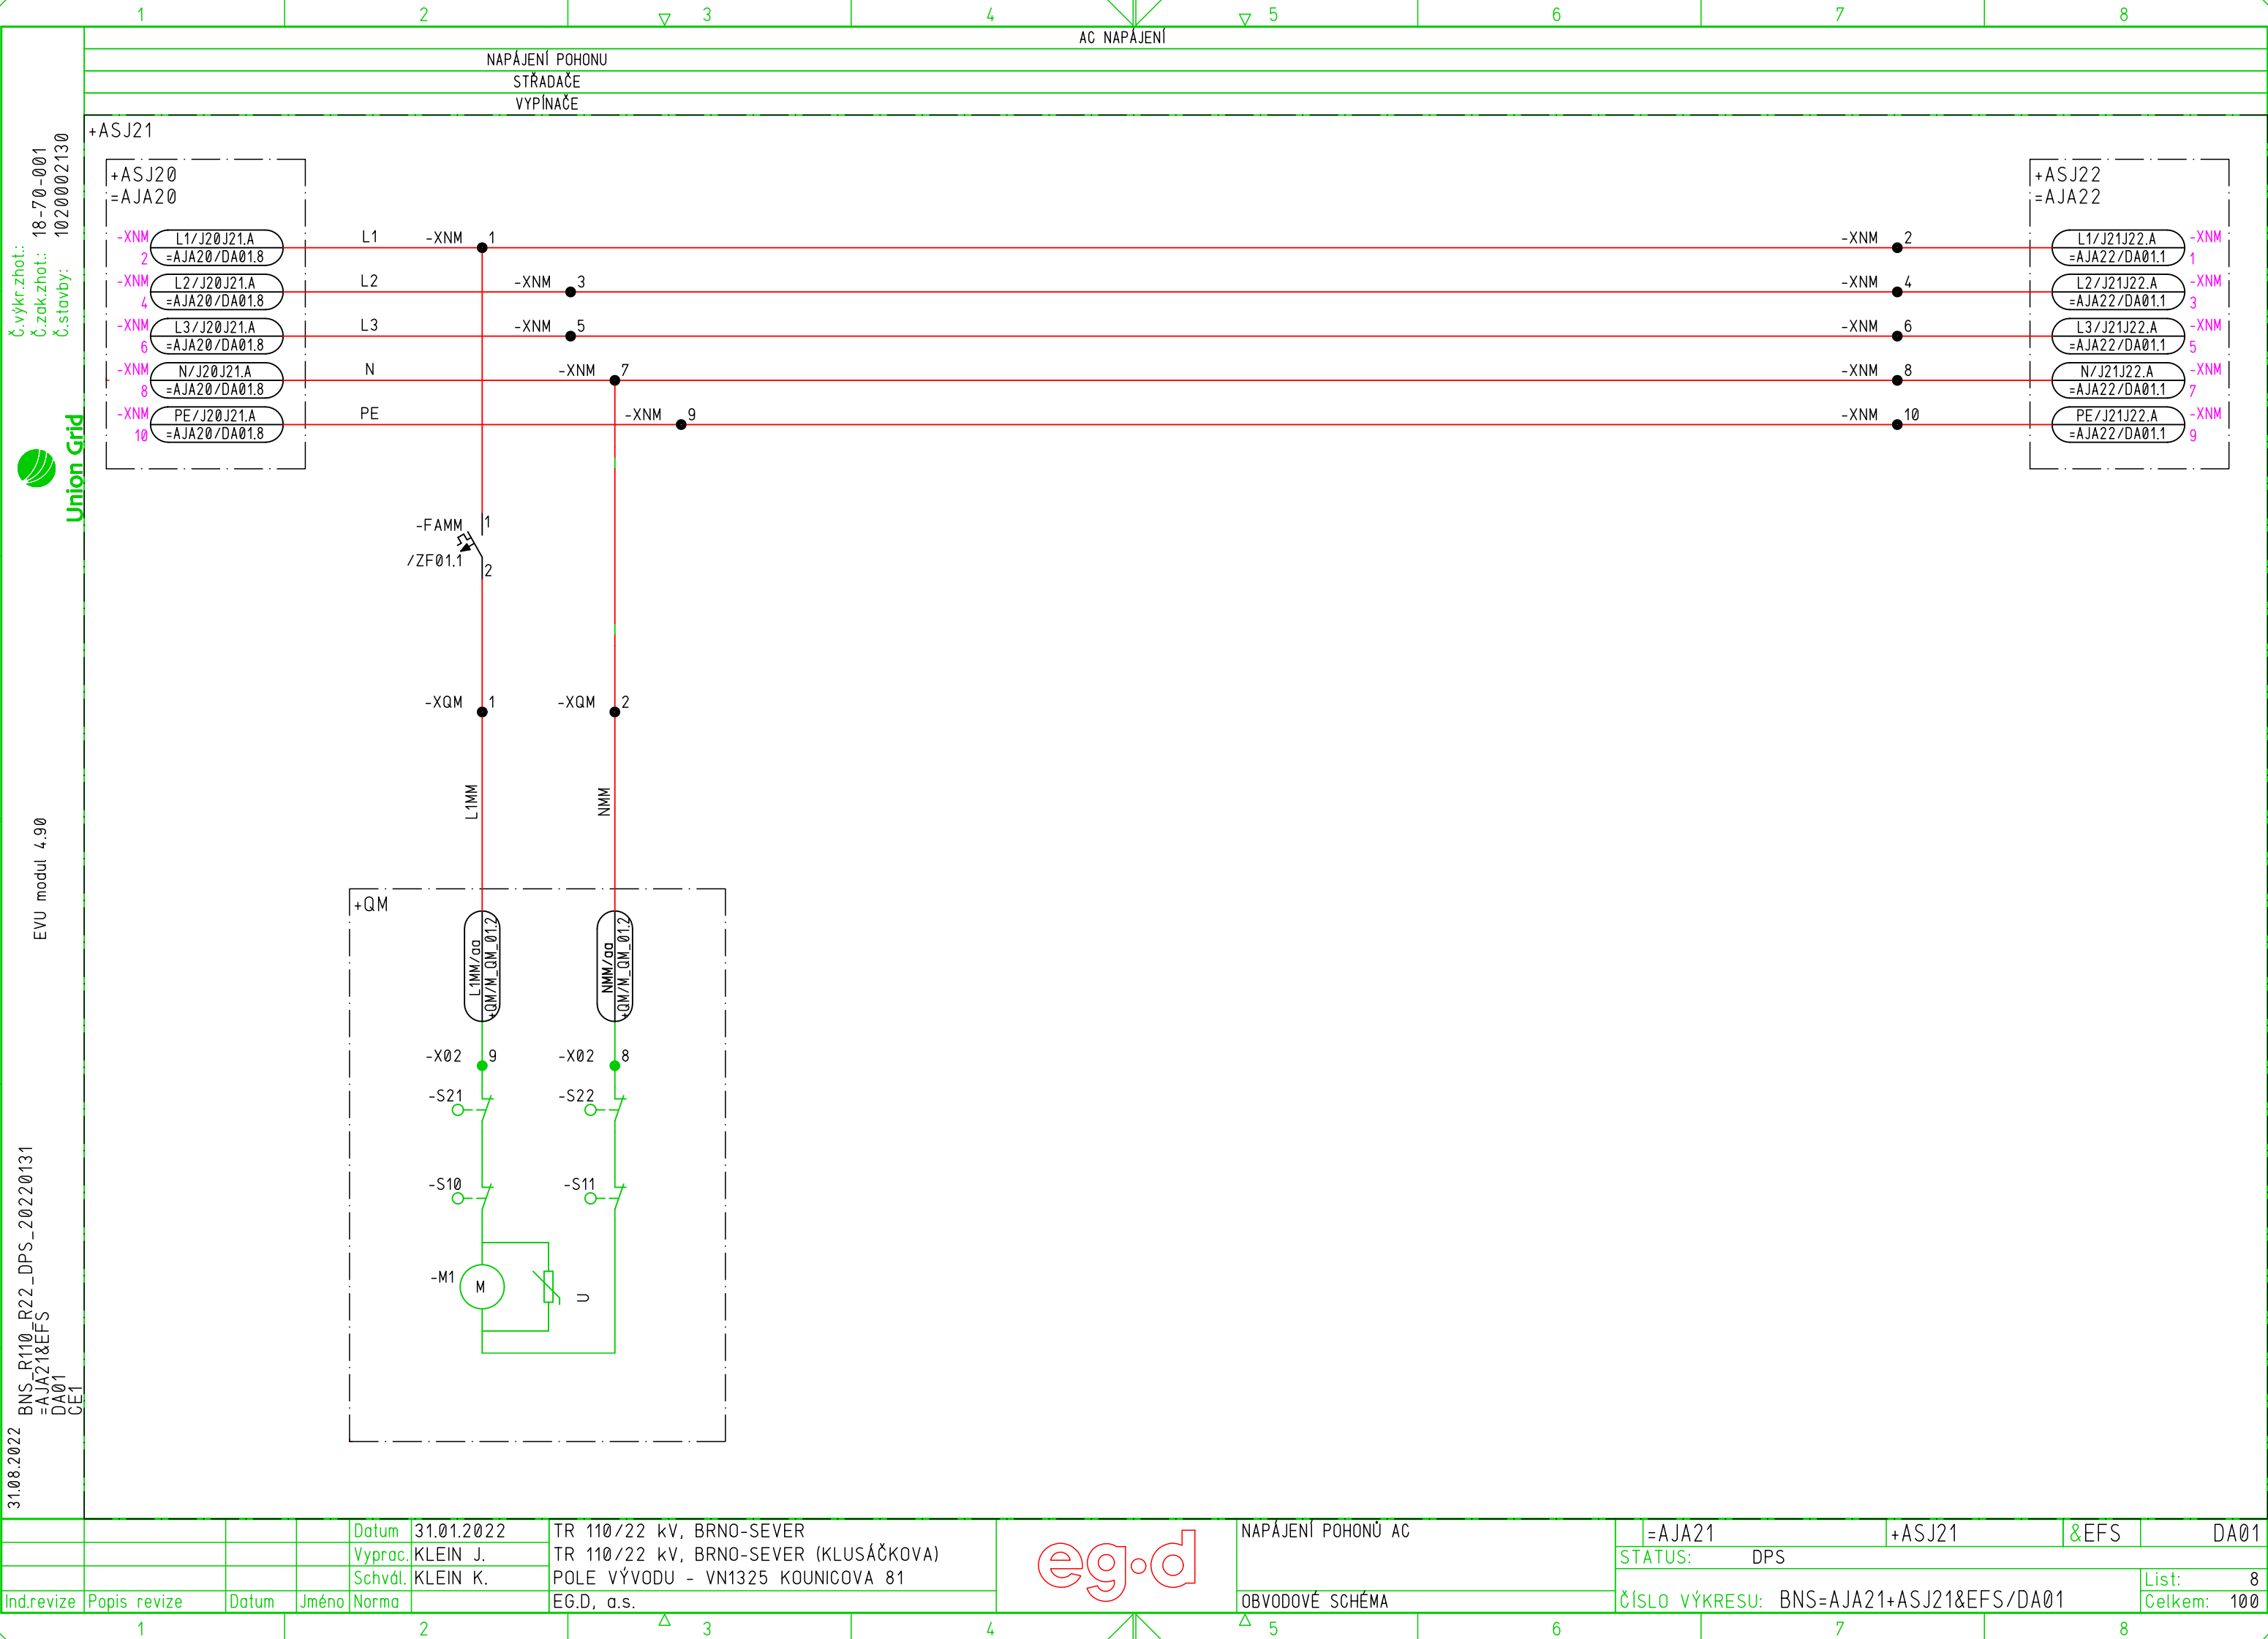 1 2 3 4 5 6 7 8
AC NAPÁJENÍ
NAPÁJENÍ POHONU
STŘADAČE
VYPÍNAČE
Č.výkr.zhot.:
Č.zak.zhot.: 18-70-001
Č.stavby: 10200002130
Union Grid
EVU modul 4.90
BNS_R110_R22_DPS_20220131
=AJA21&EFS
DA01
CE1
31.08.2022
+ASJ21
+ASJ20
=AJA20
+ASJ22
=AJA22
-XNM L1/J20J21.A L1 -XNM 1 -XNM 2 L1/J21J22.A -XNM
2 =AJA20/DA01.8 =AJA22/DA01.1 1
-XNM L2/J20J21.A L2 -XNM 3 -XNM 4 L2/J21J22.A -XNM
4 =AJA20/DA01.8 =AJA22/DA01.1 3
-XNM L3/J20J21.A L3 -XNM 5 -XNM 6 L3/J21J22.A -XNM
6 =AJA20/DA01.8 =AJA22/DA01.1 5
-XNM N/J20J21.A N -XNM 7 -XNM 8 N/J21J22.A -XNM
8 =AJA20/DA01.8 =AJA22/DA01.1 7
-XNM PE/J20J21.A PE -XNM 9 -XNM 10 PE/J21J22.A -XNM
10 =AJA20/DA01.8 =AJA22/DA01.1 9
-FAMM 1
/ZF01.1
2
-XQM 1 -XQM 2
L1MM NMM
+QM
L1MM/aa
+QM/M_QM_01.2
NMM/aa
+QM/M_QM_01.2
-X02 9 -X02 8
-S21 -S22
-S10 -S11
-M1 M U
Datum 31.01.2022
Vyprac. KLEIN J.
Schvál. KLEIN K.
Ind.revize Popis revize Datum Jméno Norma
TR 110/22 kV, BRNO-SEVER
TR 110/22 kV, BRNO-SEVER (KLUSÁČKOVA)
POLE VÝVODU - VN1325 KOUNICOVA 81
EG.D, a.s.
eg·d
NAPÁJENÍ POHONŮ AC
OBVODOVÉ SCHÉMA
=AJA21 +ASJ21 &EFS DA01
STATUS: DPS
ČÍSLO VÝKRESU: BNS=AJA21+ASJ21&EFS/DA01
List: 8
Celkem: 100
1 2 3 4 5 6 7 8